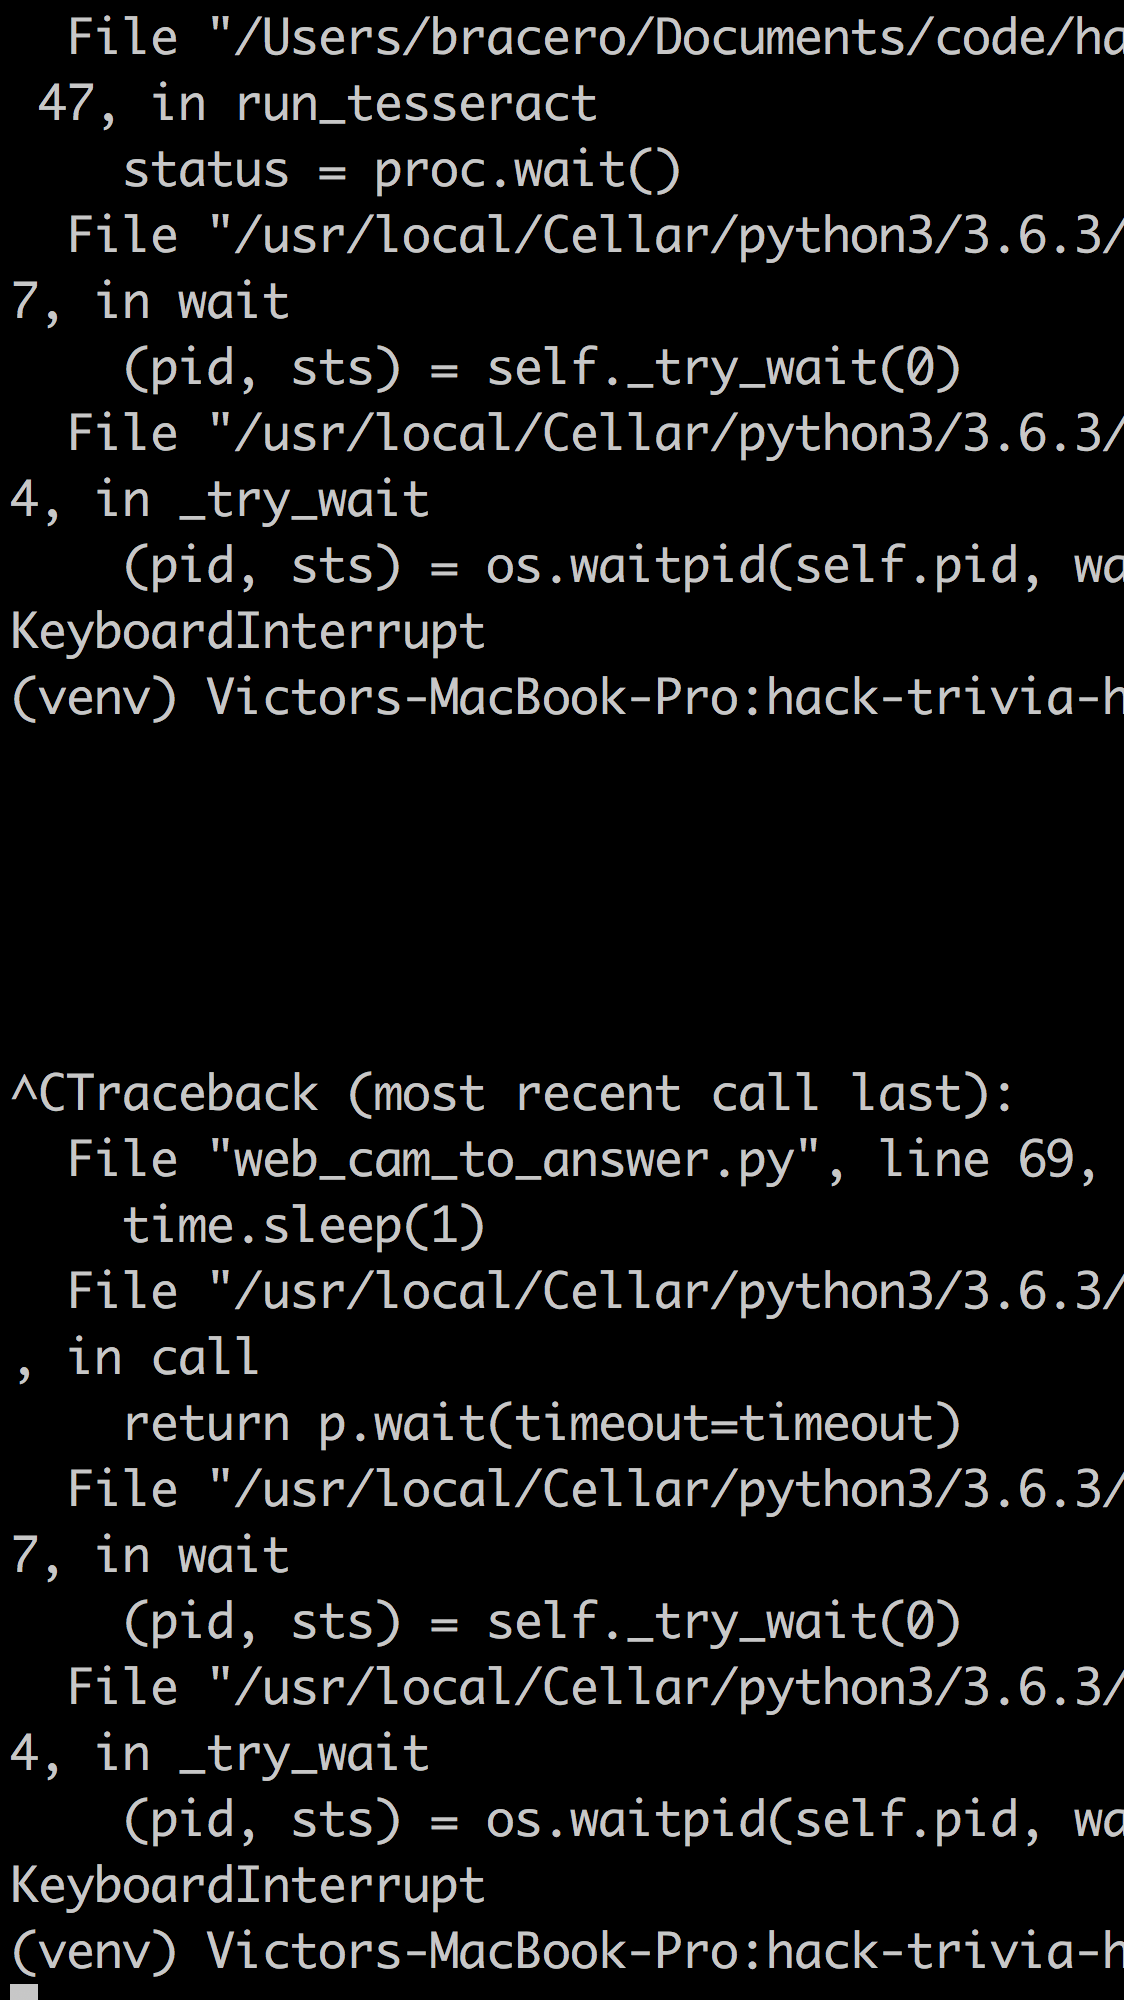 File "/Users/bracero/Documents/code/ha
47, in run_tesseract
status = proc.wait()
File "/usr/local/Cellar/python3/3.6.3/
7, in wait
(pid, sts) = self._try_wait(0)
File "/usr/local/Cellar/python3/3.6.3/
4, in _try_wait
(pid, sts) = os.waitpid(self.pid, wa
KeyboardInterrupt
(venv) Victors-MacBook-Pro:hack-trivia-h
^CTraceback (most recent call last):
File "web_cam_to_answer.py", line 69,
time.sleep(1)
File "/usr/local/Cellar/python3/3.6.3/
, in call
return p.wait(timeout=timeout)
File "/usr/local/Cellar/python3/3.6.3/
7, in wait
(pid, sts) = self._try_wait(0)
File "/usr/local/Cellar/python3/3.6.3/
4, in _try_wait
(pid, sts) = os.waitpid(self.pid, wa
KeyboardInterrupt
(venv) Victors-MacBook-Pro:hack-trivia-h